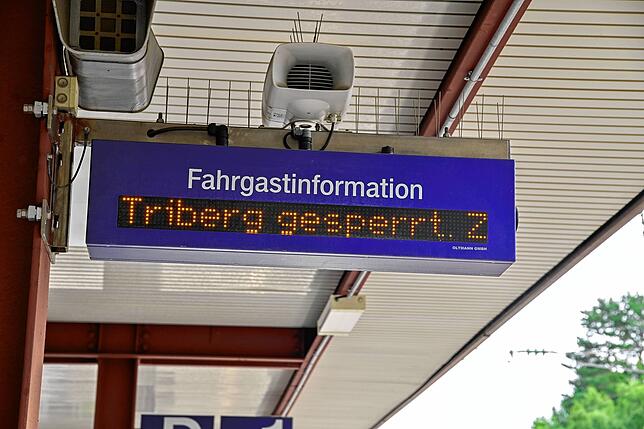 Fahrgastinformation
Triberg gesperrt. Z
OLTMANN GMBH